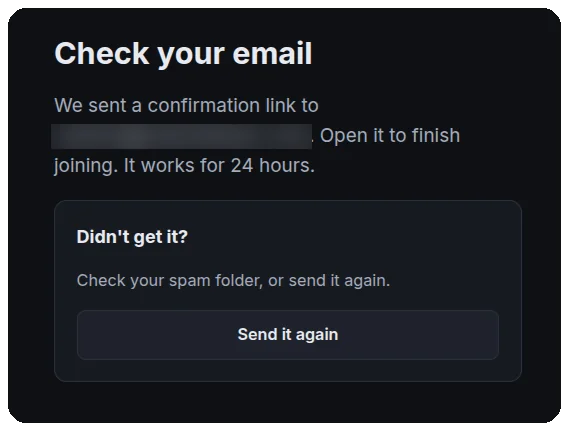 Check your email
We sent a confirmation link to
. Open it to finish
joining. It works for 24 hours.
Didn't get it?
Check your spam folder, or send it again.
Send it again